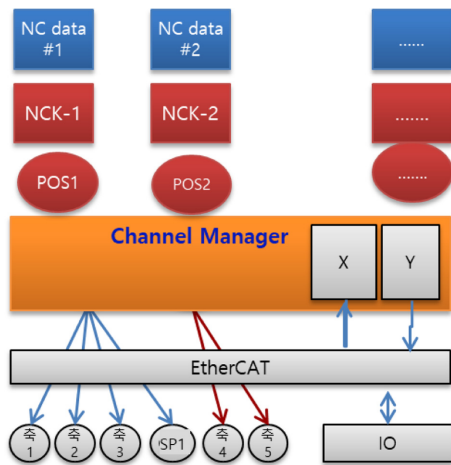 NC data
#1
NC data
#2
......
NCK-1
NCK-2
.......
POS1
POS2
.......
Channel Manager
X
Y
EtherCAT
축
1
축
2
축
3
SP1
축
4
축
5
IO